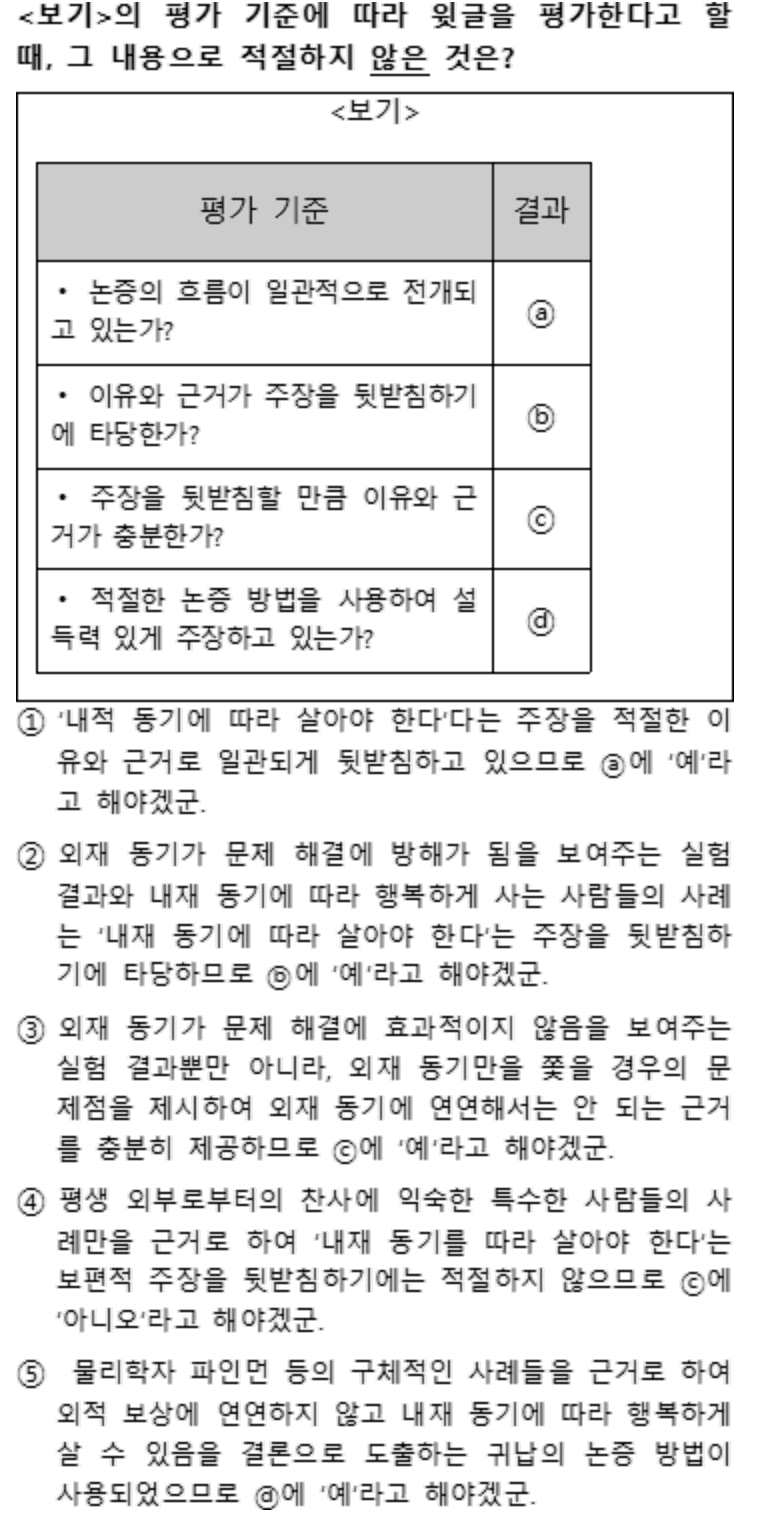 <보기>의 평가 기준에 따라 윗글을 평가한다고 할
때, 그 내용으로 적절하지 않은 것은?
<보기>
평가 기준 결과
• 논증의 흐름이 일관적으로 전개되
고 있는가?
ⓐ
• 이유와 근거가 주장을 뒷받침하기
에 타당한가?
ⓑ
• 주장을 뒷받침할 만큼 이유와 근
거가 충분한가?
ⓒ
• 적절한 논증 방법을 사용하여 설
득력 있게 주장하고 있는가?
ⓓ
① '내적 동기에 따라 살아야 한다'다는 주장을 적절한 이
유와 근거로 일관되게 뒷받침하고 있으므로 ⓐ에 '예'라
고 해야겠군.
② 외재 동기가 문제 해결에 방해가 됨을 보여주는 실험
결과와 내재 동기에 따라 행복하게 사는 사람들의 사례
는 '내재 동기에 따라 살아야 한다'는 주장을 뒷받침하
기에 타당하므로 ⓑ에 '예'라고 해야겠군.
③ 외재 동기가 문제 해결에 효과적이지 않음을 보여주는
실험 결과뿐만 아니라, 외재 동기만을 쫓을 경우의 문
제점을 제시하여 외재 동기에 연연해서는 안 되는 근거
를 충분히 제공하므로 ⓒ에 '예'라고 해야겠군.
④ 평생 외부로부터의 찬사에 익숙한 특수한 사람들의 사
례만을 근거로 하여 '내재 동기를 따라 살아야 한다'는
보편적 주장을 뒷받침하기에는 적절하지 않으므로 ⓒ에
'아니오'라고 해야겠군.
⑤ 물리학자 파인먼 등의 구체적인 사례들을 근거로 하여
외적 보상에 연연하지 않고 내재 동기에 따라 행복하게
살 수 있음을 결론으로 도출하는 귀납의 논증 방법이
사용되었으므로 ⓓ에 '예'라고 해야겠군.